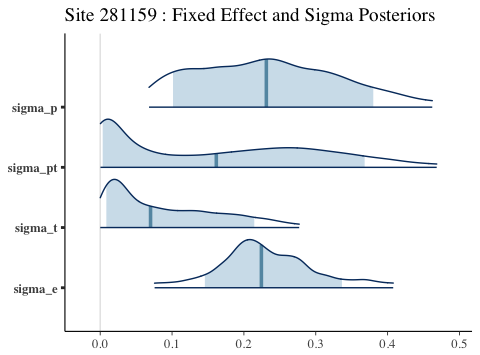 Site 281159 : Fixed Effect and Sigma Posteriors
sigma_p
sigma_pt
sigma_t
sigma_e
0.0 0.1 0.2 0.3 0.4 0.5